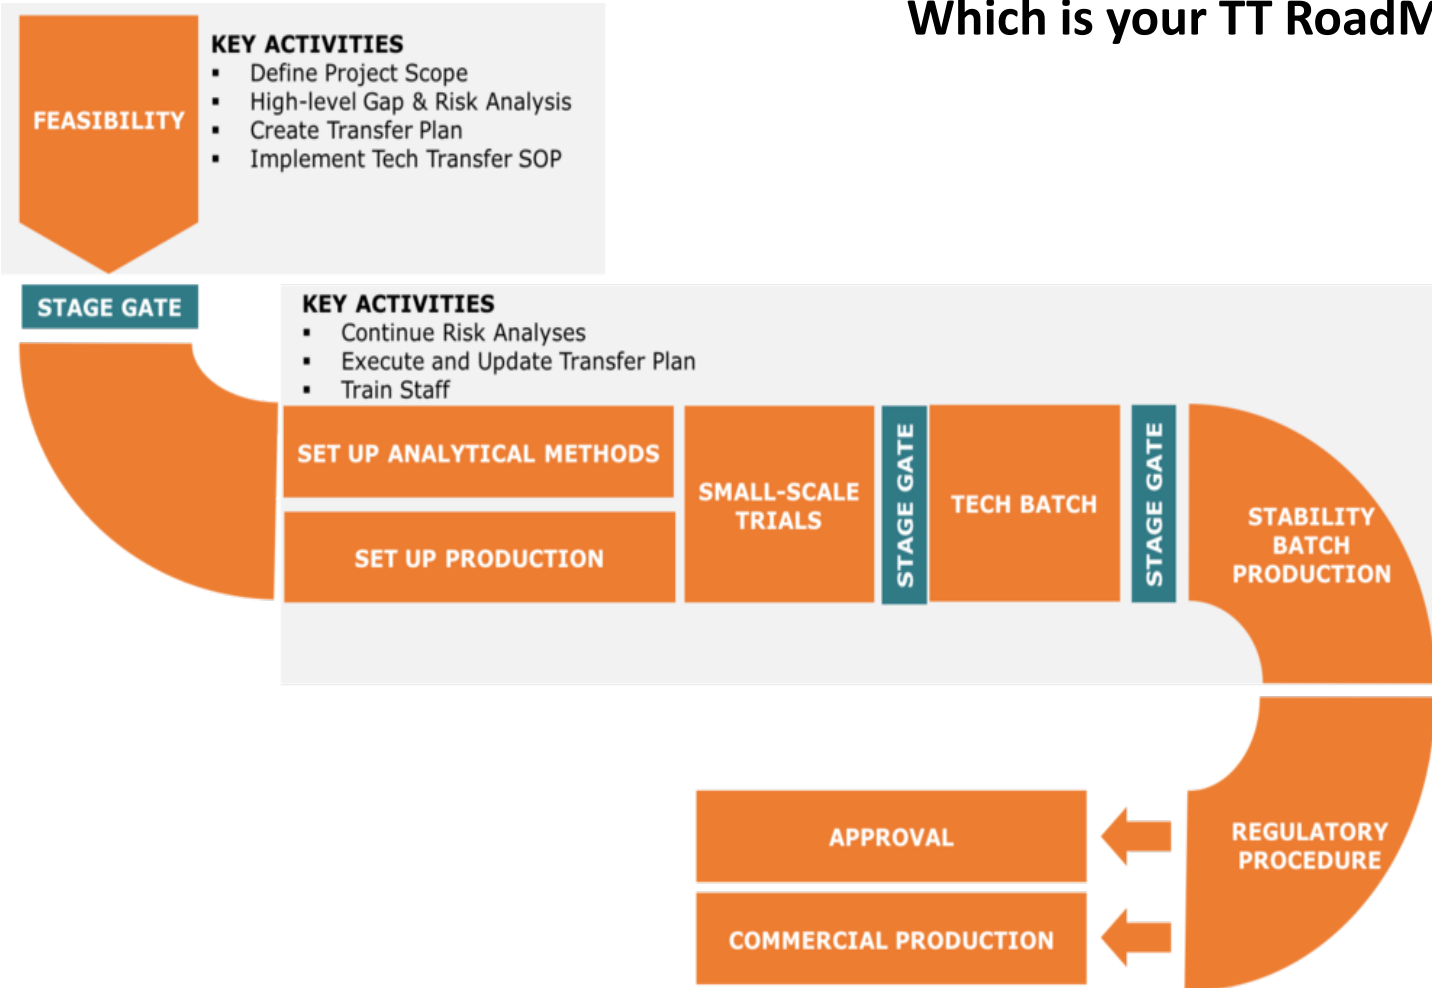 Which is your TT RoadM
KEY ACTIVITIES
▪ Define Project Scope
▪ High-level Gap & Risk Analysis
▪ Create Transfer Plan
▪ Implement Tech Transfer SOP
FEASIBILITY
STAGE GATE
KEY ACTIVITIES
▪ Continue Risk Analyses
▪ Execute and Update Transfer Plan
▪ Train Staff
SET UP ANALYTICAL METHODS
SET UP PRODUCTION
SMALL-SCALE
TRIALS
STAGE GATE
TECH BATCH
STAGE GATE
STABILITY
BATCH
PRODUCTION
REGULATORY
PROCEDURE
APPROVAL
COMMERCIAL PRODUCTION